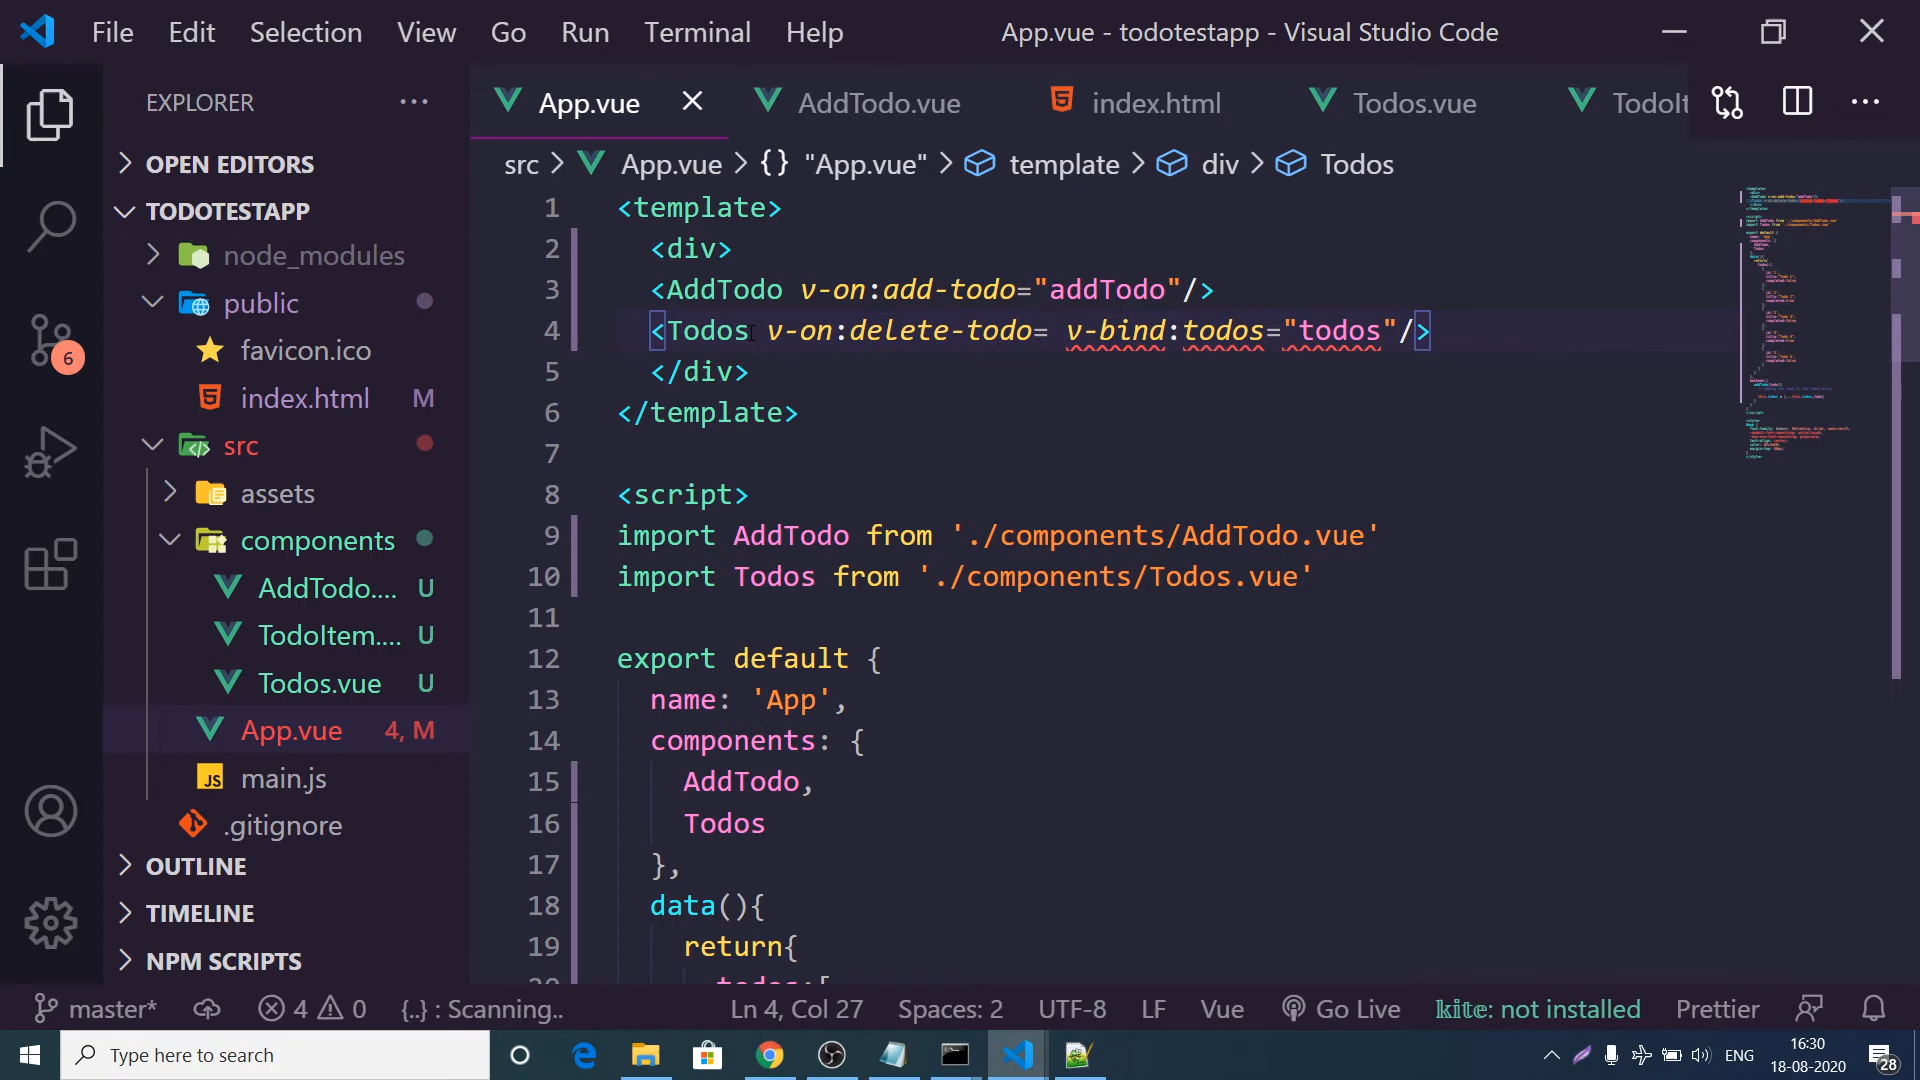 File Edit Selection View Go Run Terminal Help
App.vue - todotestapp - Visual Studio Code
EXPLORER
OPEN EDITORS
TODOTESTAPP
node_modules
public
favicon.ico
index.html M
src
assets
components
AddTodo.... U
TodoItem.... U
Todos.vue U
App.vue 4, M
JS main.js
.gitignore
OUTLINE
TIMELINE
NPM SCRIPTS
6
App.vue AddTodo.vue index.html Todos.vue TodoIt
src > App.vue > {} "App.vue" > template > div > Todos
1 <template>
2 <div>
3 <AddTodo v-on:add-todo="addTodo"/>
4 <Todos v-on:delete-todo= v-bind:todos="todos"/>
5 </div>
6 </template>
7
8 <script>
9 import AddTodo from './components/AddTodo.vue'
10 import Todos from './components/Todos.vue'
11
12 export default {
13 name: 'App',
14 components: {
15 AddTodo,
16 Todos
17 },
18 data(){
19 return{
20 todos:[
master* 4 0 {..} : Scanning.. Ln 4, Col 27 Spaces: 2 UTF-8 LF Vue Go Live kite: not installed Prettier
Type here to search
ENG
16:30
18-08-2020
28